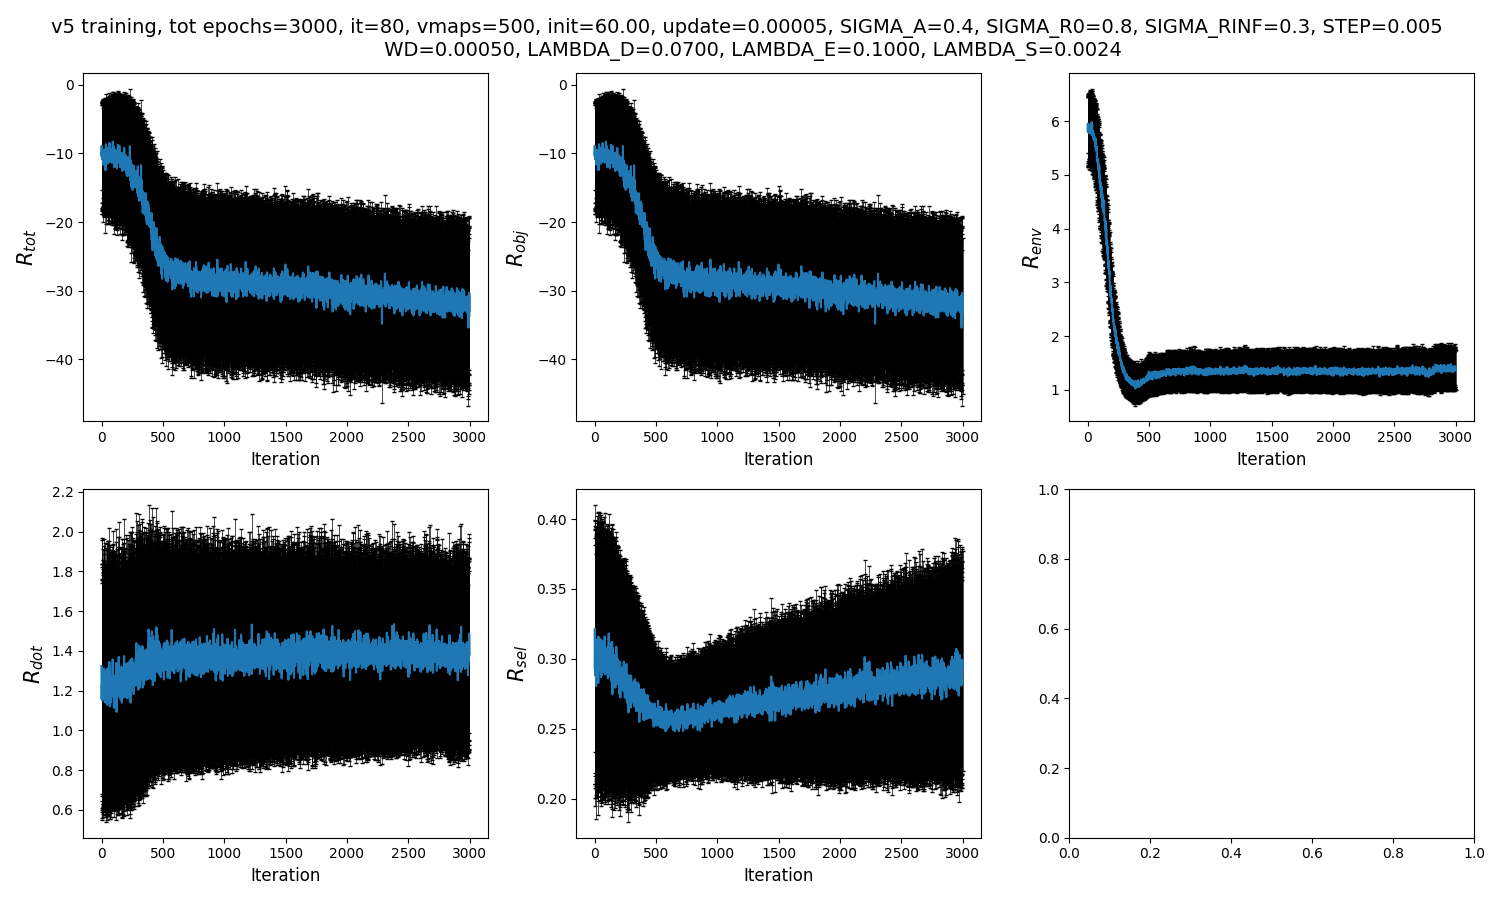 v5 training, tot epochs=3000, it=80, vmaps=500, init=60.00, update=0.00005, SIGMA_A=0.4, SIGMA_R0=0.8, SIGMA_RINF=0.3, STEP=0.005
WD=0.00050, LAMBDA_D=0.0700, LAMBDA_E=0.1000, LAMBDA_S=0.0024
R_tot
0
−10
−20
−30
−40
0 500 1000 1500 2000 2500 3000
Iteration
R_obj
0
−10
−20
−30
−40
0 500 1000 1500 2000 2500 3000
Iteration
R_env
6
5
4
3
2
1
0 500 1000 1500 2000 2500 3000
Iteration
R_dot
2.2
2.0
1.8
1.6
1.4
1.2
1.0
0.8
0.6
0 500 1000 1500 2000 2500 3000
Iteration
R_sel
0.40
0.35
0.30
0.25
0.20
0 500 1000 1500 2000 2500 3000
Iteration
1.0
0.8
0.6
0.4
0.2
0.0
0.0 0.2 0.4 0.6 0.8 1.0